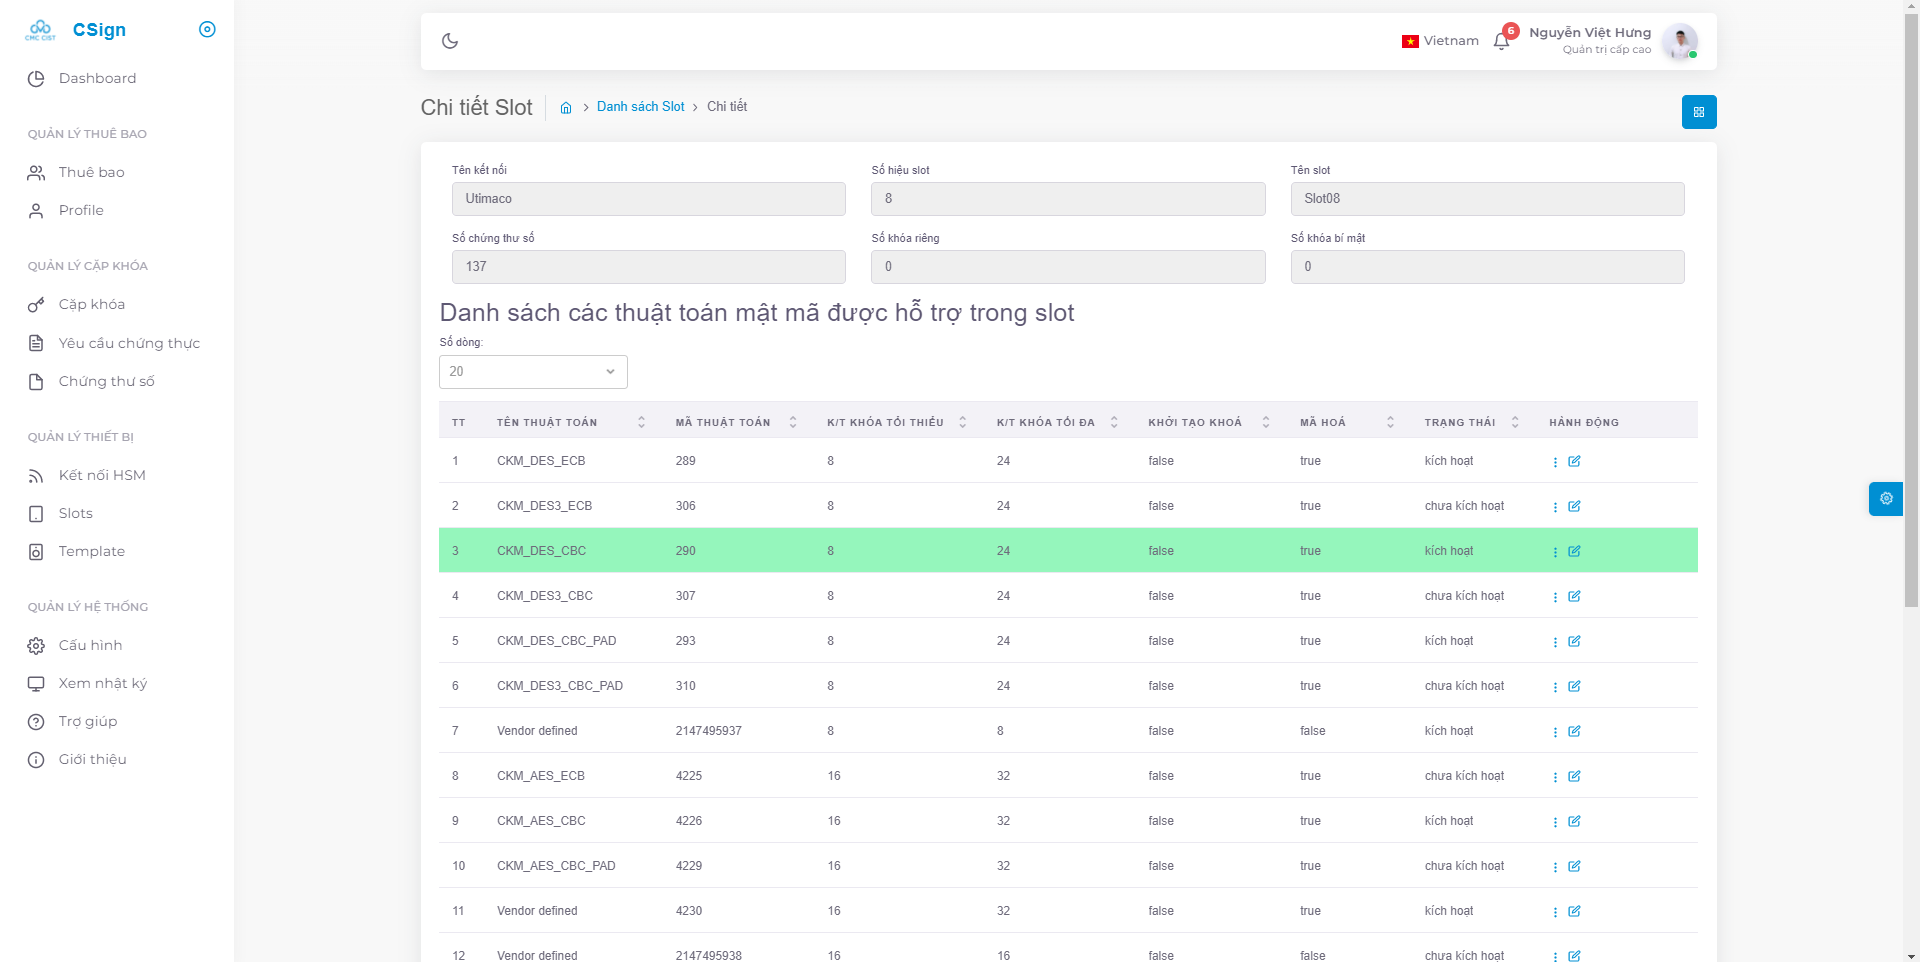 CMC CIST
CSign
Dashboard
QUẢN LÝ THUÊ BAO
Thuê bao
Profile
QUẢN LÝ CẶP KHÓA
Cặp khóa
Yêu cầu chứng thực
Chứng thư số
QUẢN LÝ THIẾT BỊ
Kết nối HSM
Slots
Template
QUẢN LÝ HỆ THỐNG
Cấu hình
Xem nhật ký
Trợ giúp
Giới thiệu
Vietnam
6
Nguyễn Việt Hưng
Quản trị cấp cao
Chi tiết Slot
Danh sách Slot
Chi tiết
Tên kết nối
Số hiệu slot
Tên slot
Utimaco
8
Slot08
Số chứng thư số
Số khóa riêng
Số khóa bí mật
137
0
0
Danh sách các thuật toán mật mã được hỗ trợ trong slot
Số dòng:
20
TT TÊN THUẬT TOÁN MÃ THUẬT TOÁN K/T KHÓA TỐI THIỂU K/T KHÓA TỐI ĐA KHỞI TẠO KHOÁ MÃ HOÁ TRẠNG THÁI HÀNH ĐỘNG
1 CKM_DES_ECB 289 8 24 false true kích hoạt
2 CKM_DES3_ECB 306 8 24 false true chưa kích hoạt
3 CKM_DES_CBC 290 8 24 false true kích hoạt
4 CKM_DES3_CBC 307 8 24 false true chưa kích hoạt
5 CKM_DES_CBC_PAD 293 8 24 false true kích hoạt
6 CKM_DES3_CBC_PAD 310 8 24 false true chưa kích hoạt
7 Vendor defined 2147495937 8 8 false false kích hoạt
8 CKM_AES_ECB 4225 16 32 false true chưa kích hoạt
9 CKM_AES_CBC 4226 16 32 false true kích hoạt
10 CKM_AES_CBC_PAD 4229 16 32 false true chưa kích hoạt
11 Vendor defined 4230 16 32 false true kích hoạt
12 Vendor defined 2147495938 16 16 false false chưa kích hoạt